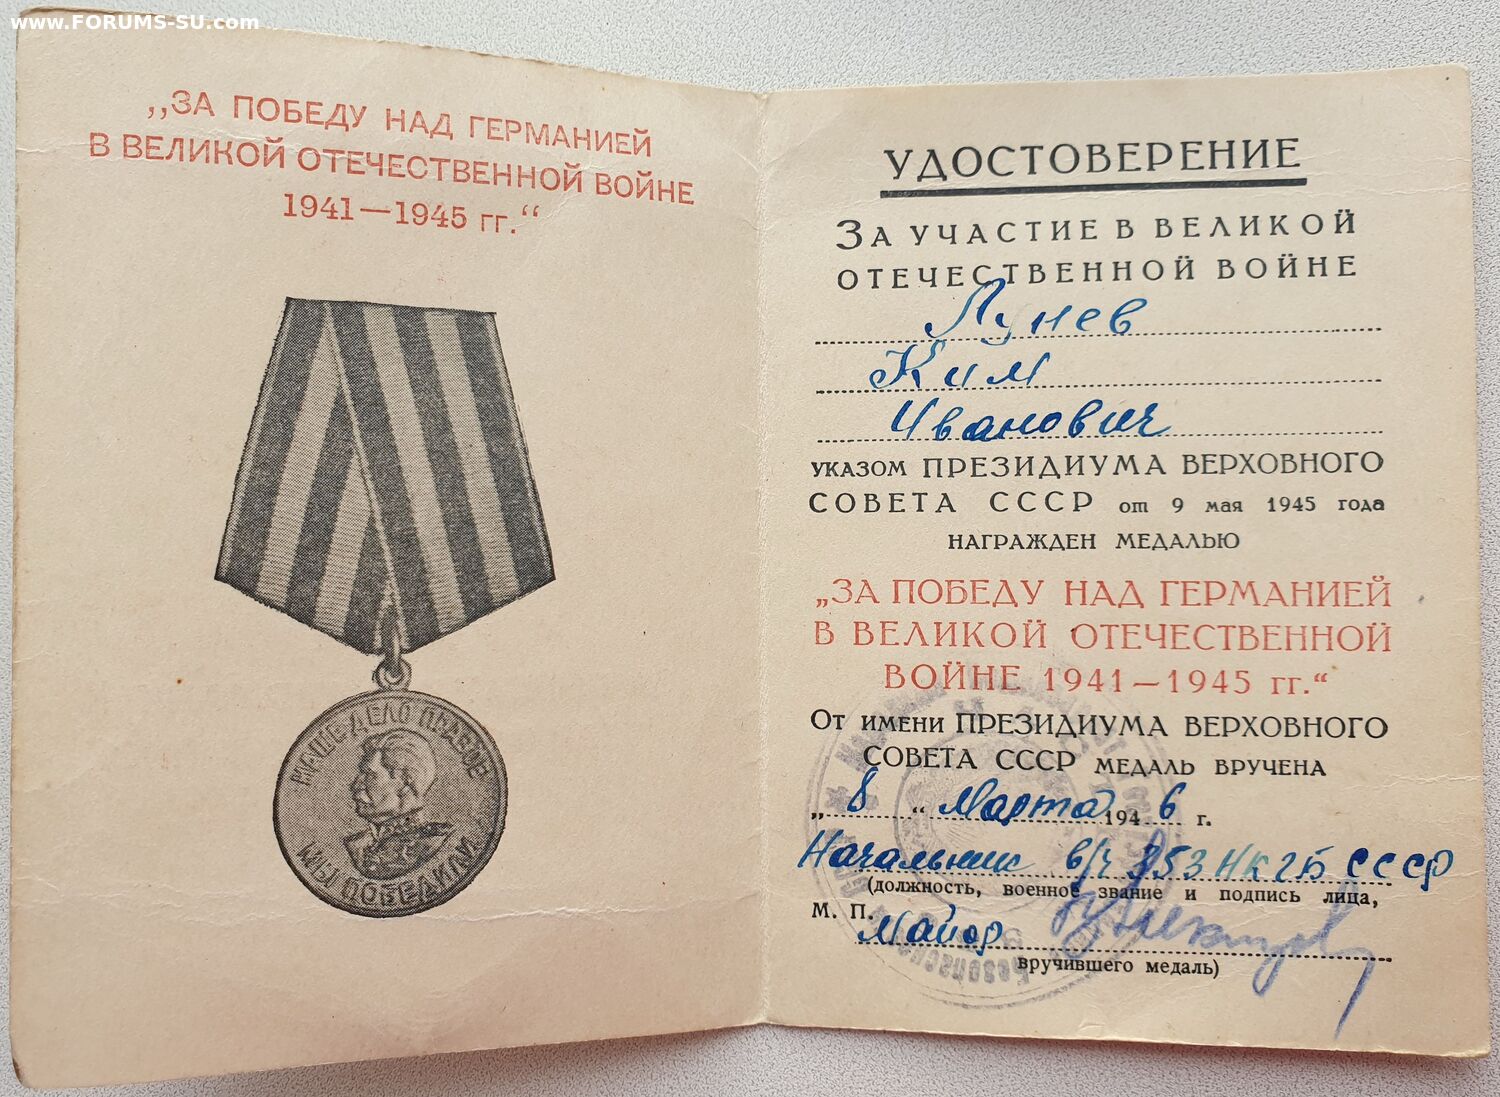 www.FORUMS-SU.com
,,ЗА ПОБЕДУ НАД ГЕРМАНИЕЙ
В ВЕЛИКОЙ ОТЕЧЕСТВЕННОЙ ВОЙНЕ
1941—1945 гг.“
НАШЕ ДЕЛО ПРАВОЕ
МЫ ПОБЕДИЛИ
УДОСТОВЕРЕНИЕ
ЗА УЧАСТИЕ В ВЕЛИКОЙ
ОТЕЧЕСТВЕННОЙ ВОЙНЕ
Лунев
Ким
Иванович
УКАЗОМ ПРЕЗИДИУМА ВЕРХОВНОГО
СОВЕТА СССР от 9 мая 1945 года
НАГРАЖДЕН МЕДАЛЬЮ
„ЗА ПОБЕДУ НАД ГЕРМАНИЕЙ
В ВЕЛИКОЙ ОТЕЧЕСТВЕННОЙ
ВОЙНЕ 1941—1945 гг.“
ОТ ИМЕНИ ПРЕЗИДИУМА ВЕРХОВНОГО
СОВЕТА СССР МЕДАЛЬ ВРУЧЕНА
„8“ Марта 1946 г.
Начальник в/ч 353 НКГБ СССР
(должность, военное звание и подпись лица,
М. П.
Майор
вручившего медаль)